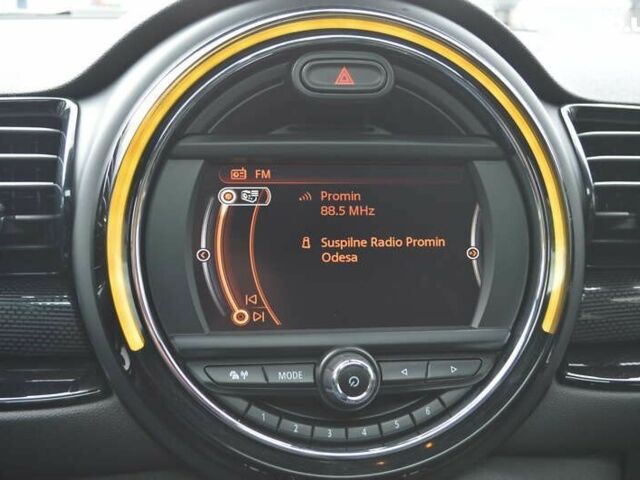 FM
Promin
88.5 MHz
Suspilne Radio Promin
Odesa
MODE
1 2 3 4 5 6